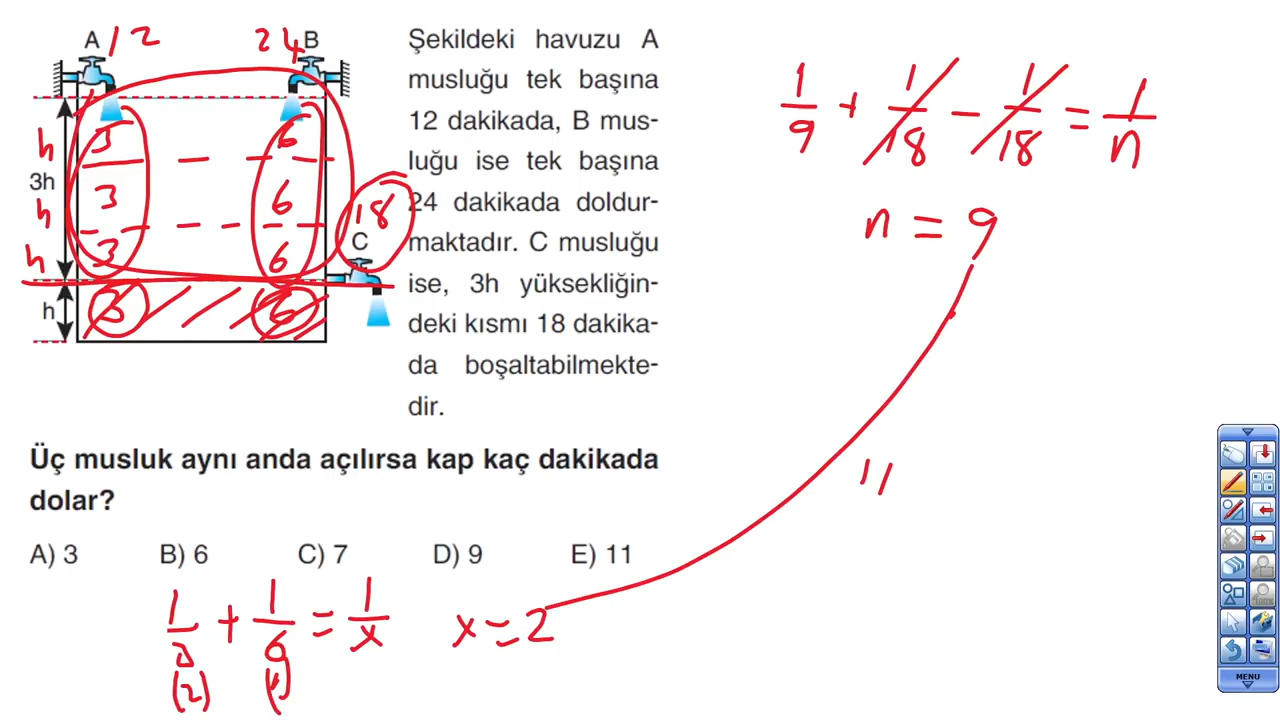 A 12
24 B
h
3h
h
h
h
3 6
3 6
3 6
3 6
18
C
Şekildeki havuzu A
musluğu tek başına
12 dakikada, B mus-
luğu ise tek başına
24 dakikada doldur-
maktadır. C musluğu
ise, 3h yüksekliğin-
deki kısmı 18 dakika-
da boşaltabilmekte-
dir.
1/9 + 1/18 - 1/18 = 1/n
n = 9
11
Üç musluk aynı anda açılırsa kap kaç dakikada
dolar?
A) 3 B) 6 C) 7 D) 9 E) 11
1/3 + 1/6 = 1/x x = 2
(2) (1)
MENU